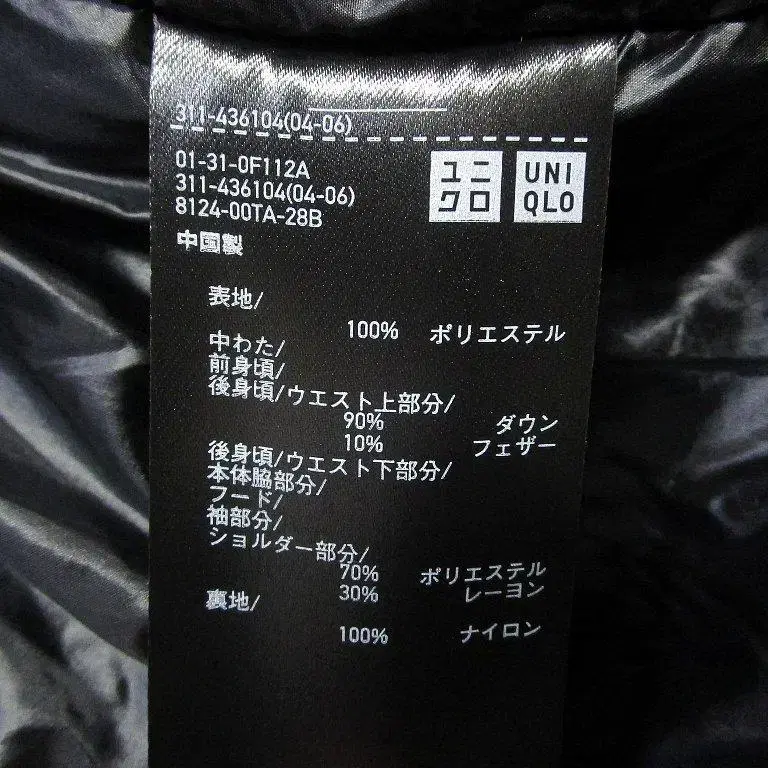 311-436104(04-06)
01-31-0F112A
311-436104(04-06)
8124-00TA-28B
中国製
ユニ
クロ
UNI
QLO
表地/
100% ポリエステル
中わた/
前身頃/
後身頃/ウエスト上部分/
90% ダウン
10% フェザー
後身頃/ウエスト下部分/
本体脇部分/
フード/
袖部分/
ショルダー部分/
70% ポリエステル
30% レーヨン
裏地/
100% ナイロン